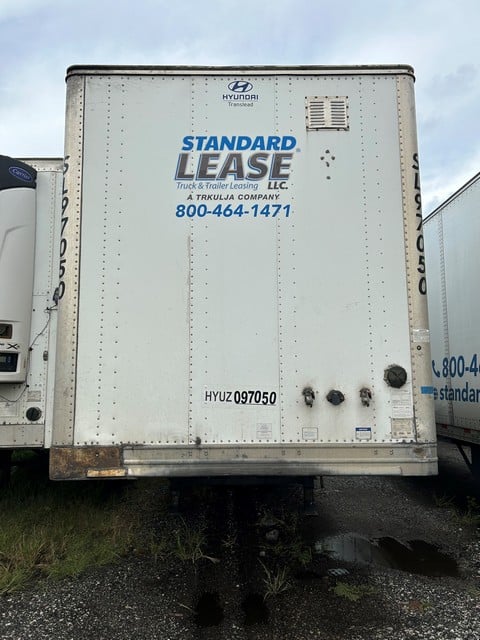 HYUNDAI
Translead
STANDARD
LEASE®
Truck & Trailer Leasing LLC.
A TRKULJA COMPANY
800-464-1471
HYUZ 097050
SL97050
SL97050
Carrier
800-4
standar